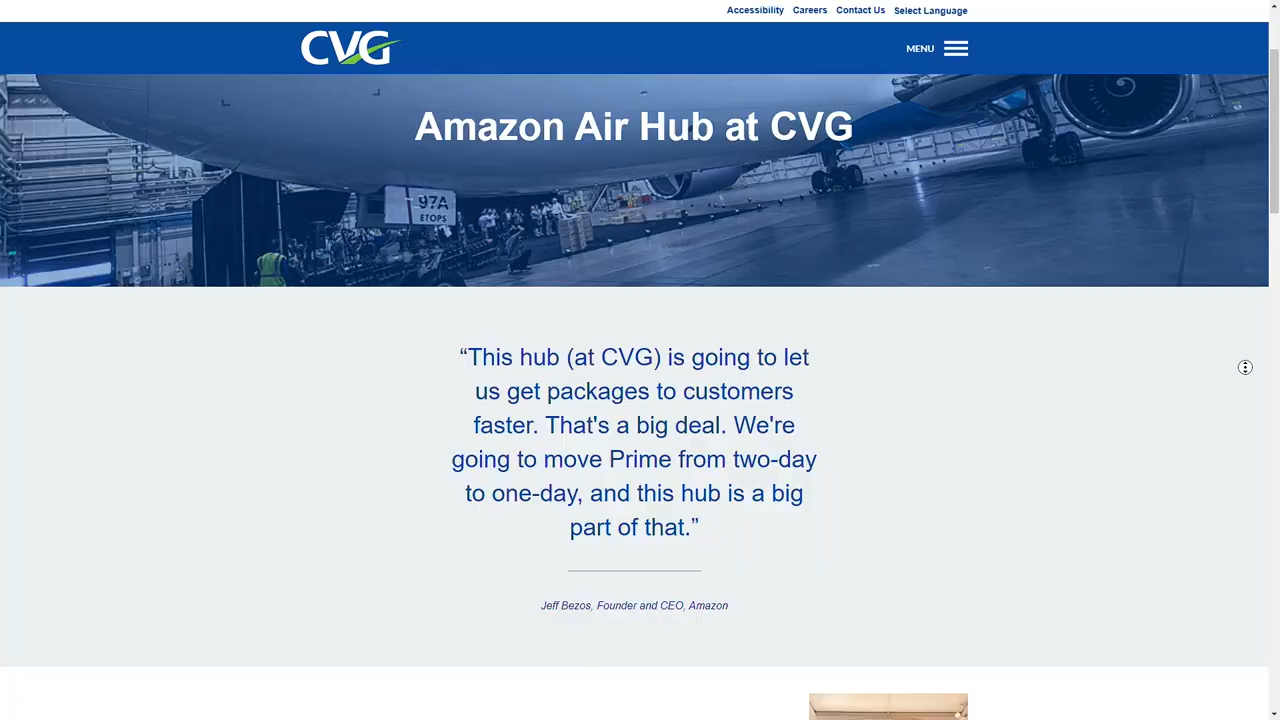 Accessibility Careers Contact Us Select Language
CVG MENU
Amazon Air Hub at CVG
97A
ETOPS
“This hub (at CVG) is going to let
us get packages to customers
faster. That's a big deal. We're
going to move Prime from two-day
to one-day, and this hub is a big
part of that.”
Jeff Bezos, Founder and CEO, Amazon